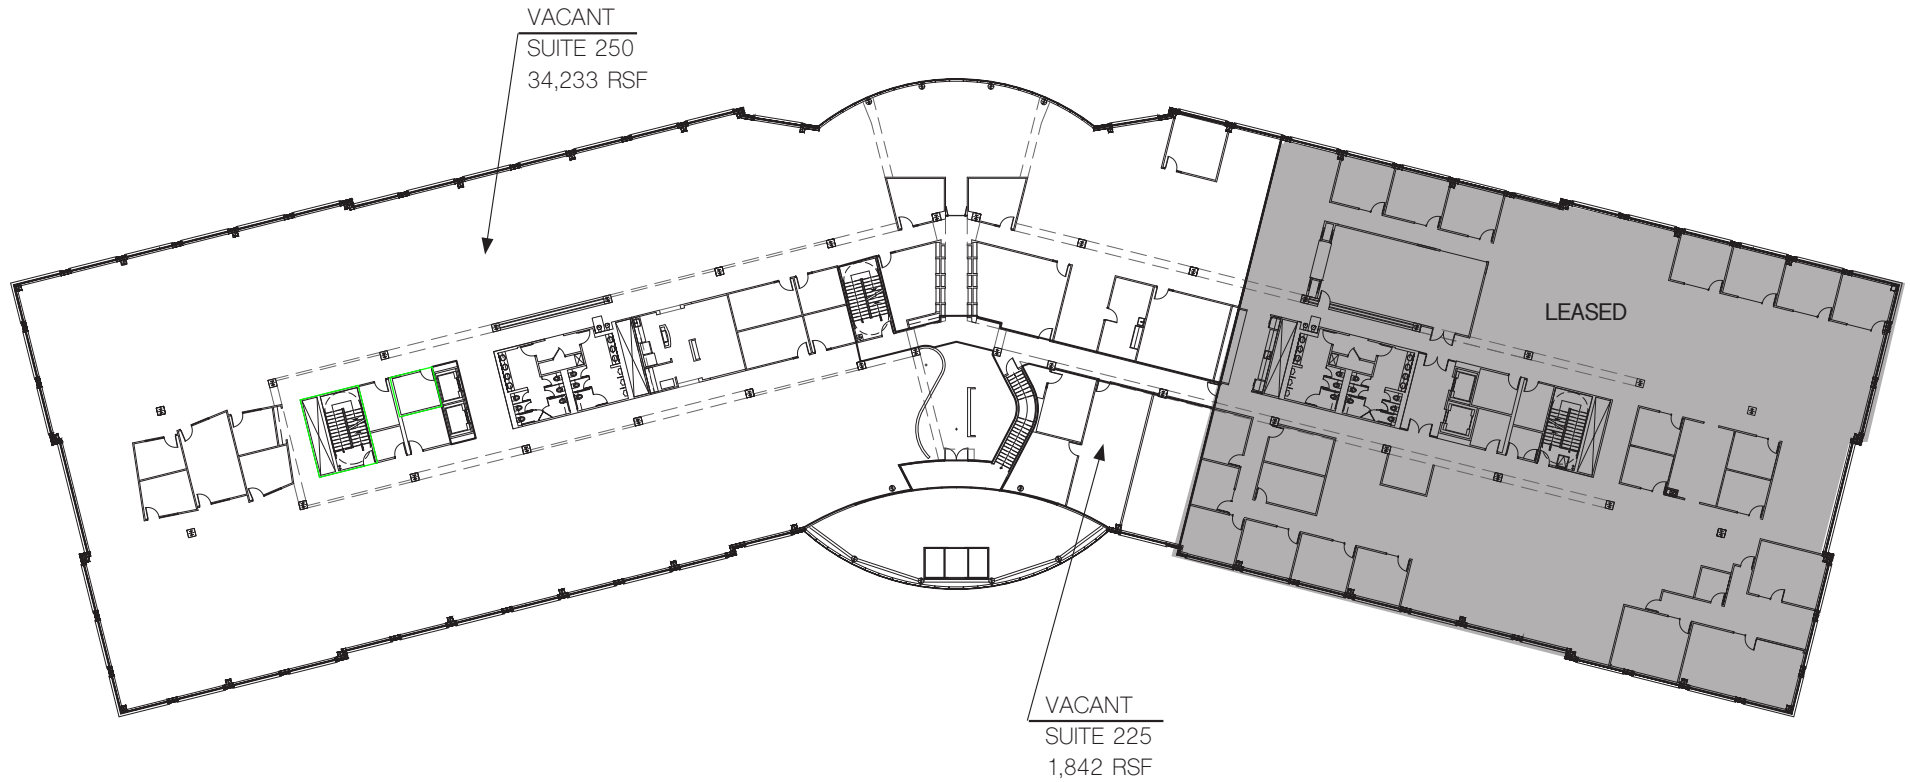 VACANT
SUITE 250
34,233 RSF
LEASED
VACANT
SUITE 225
1,842 RSF